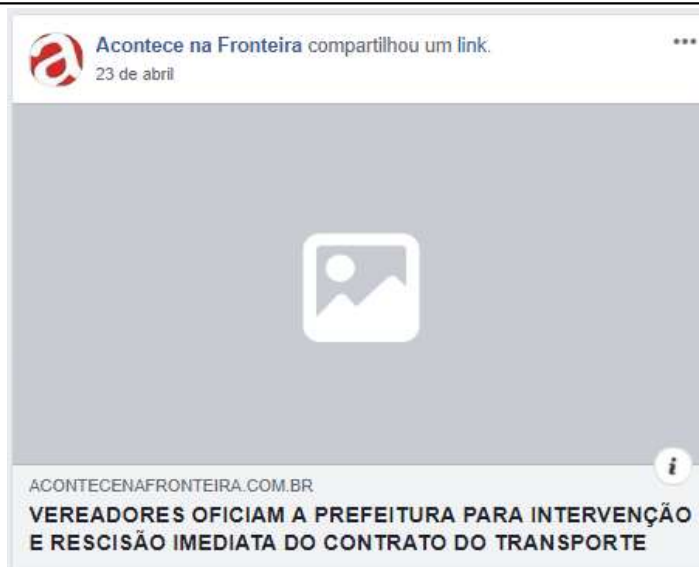 Acontece na Fronteira compartilhou um link.
23 de abril
ACONTECENAFRONTEIRA.COM.BR
VEREADORES OFICIAM A PREFEITURA PARA INTERVENÇÃO
E RESCISÃO IMEDIATA DO CONTRATO DO TRANSPORTE